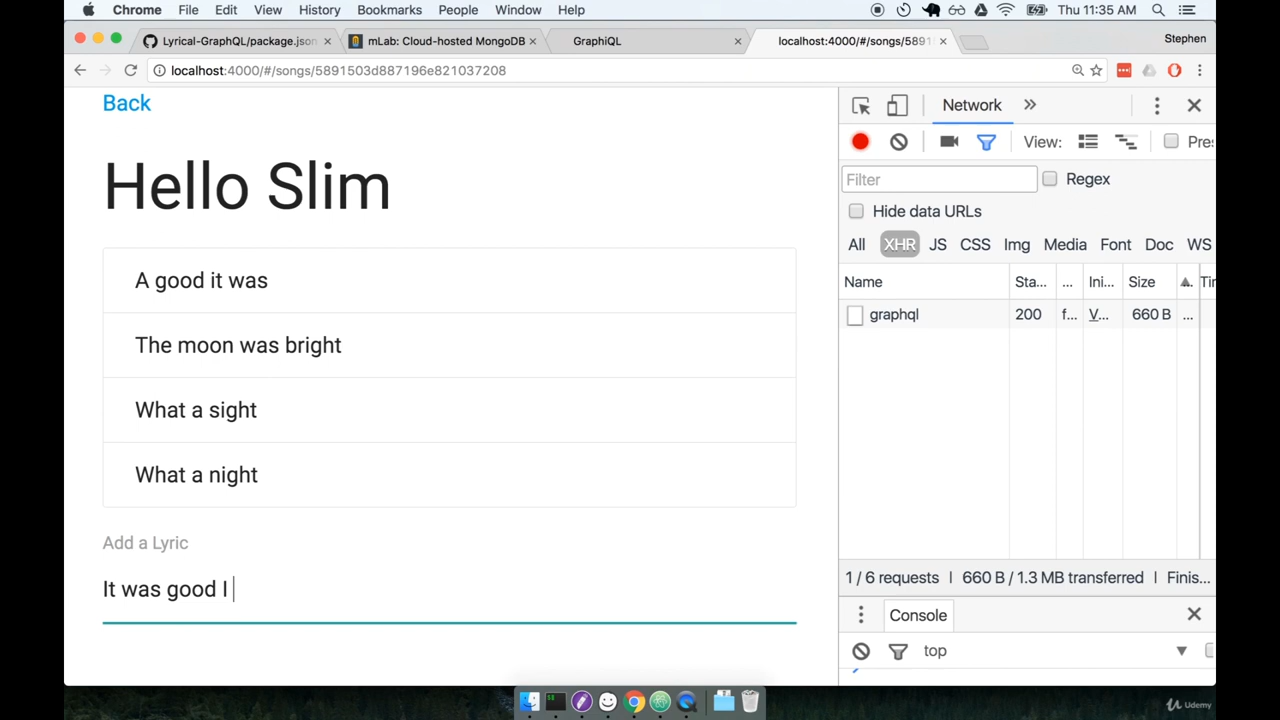 Chrome File Edit View History Bookmarks People Window Help Thu 11:35 AM
Lyrical-GraphQL/package.json mLab: Cloud-hosted MongoDB GraphiQL localhost:4000/#/songs/5891 Stephen
localhost:4000/#/songs/5891503d887196e821037208
Back
Hello Slim
A good it was
The moon was bright
What a sight
What a night
Add a Lyric
It was good I
Network » View: Pre:
Filter Regex
Hide data URLs
All XHR JS CSS Img Media Font Doc WS
Name Sta... ... Ini... Size Tir
graphql 200 f... V... 660 B ...
1 / 6 requests | 660 B / 1.3 MB transferred | Finis...
Console
top
Udemy